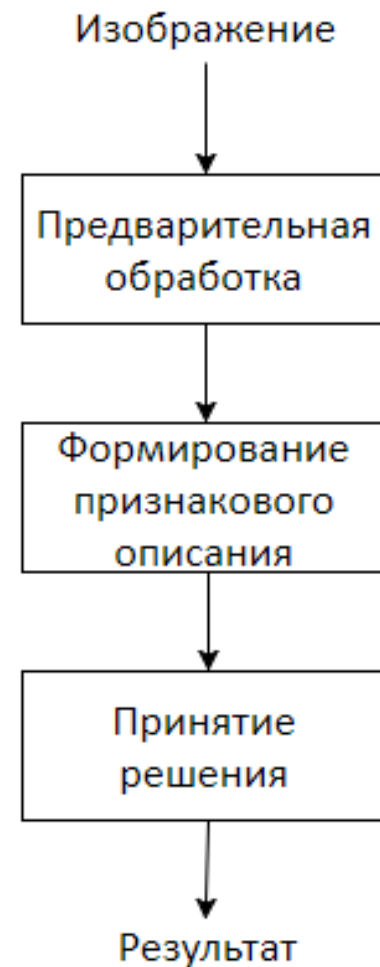 Изображение
Предварительная
обработка
Формирование
признакового
описания
Принятие
решения
Результат